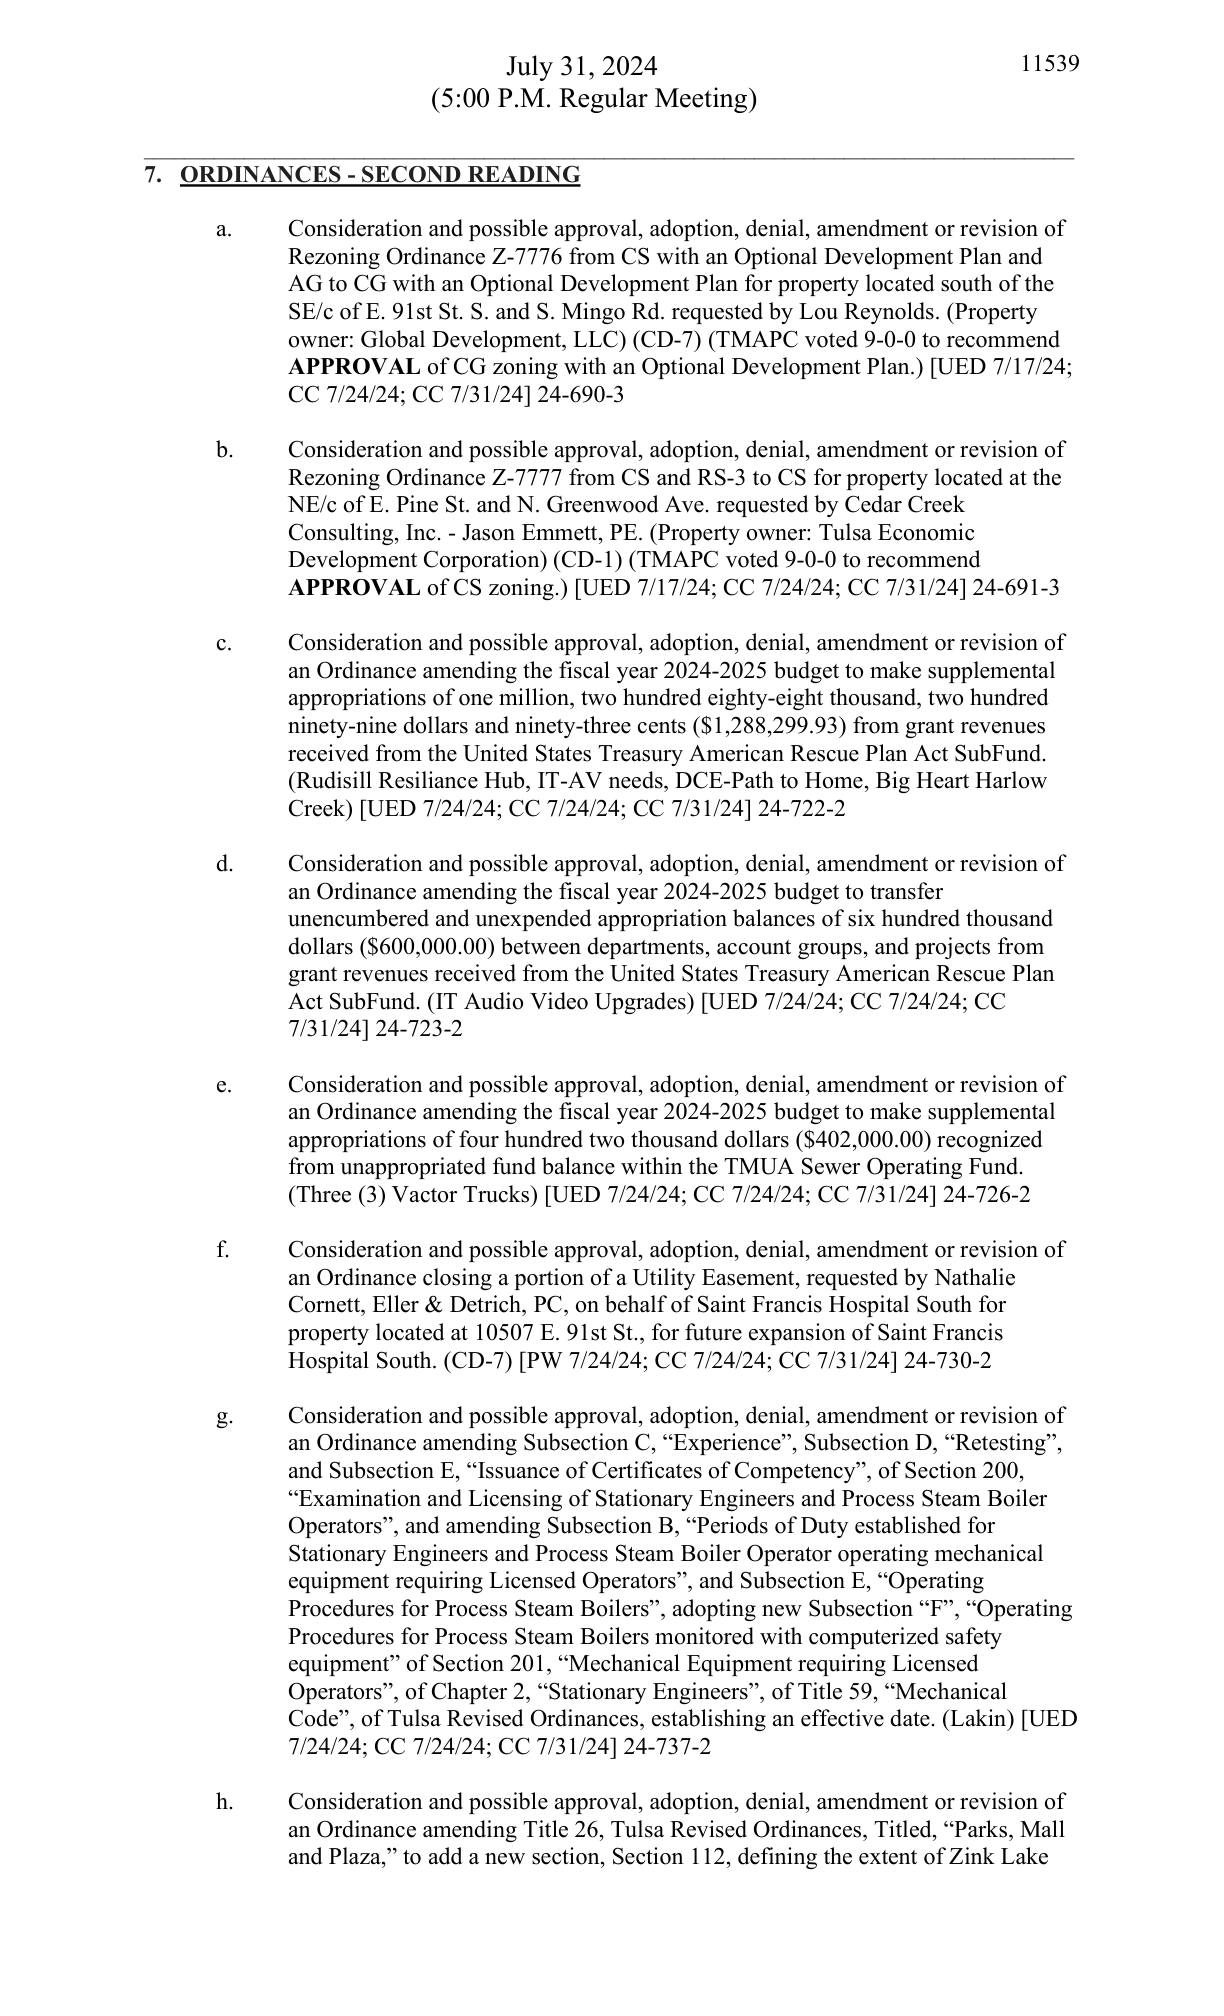 July 31, 2024
11539
(5:00 P.M. Regular Meeting)
7. ORDINANCES - SECOND READING
a. Consideration and possible approval, adoption, denial, amendment or revision of
Rezoning Ordinance Z-7776 from CS with an Optional Development Plan and
AG to CG with an Optional Development Plan for property located south of the
SE/c of E. 91st St. S. and S. Mingo Rd. requested by Lou Reynolds. (Property
owner: Global Development, LLC) (CD-7) (TMAPC voted 9-0-0 to recommend
APPROVAL of CG zoning with an Optional Development Plan.) [UED 7/17/24;
CC 7/24/24; CC 7/31/24] 24-690-3
b. Consideration and possible approval, adoption, denial, amendment or revision of
Rezoning Ordinance Z-7777 from CS and RS-3 to CS for property located at the
NE/c of E. Pine St. and N. Greenwood Ave. requested by Cedar Creek
Consulting, Inc. - Jason Emmett, PE. (Property owner: Tulsa Economic
Development Corporation) (CD-1) (TMAPC voted 9-0-0 to recommend
APPROVAL of CS zoning.) [UED 7/17/24; CC 7/24/24; CC 7/31/24] 24-691-3
c. Consideration and possible approval, adoption, denial, amendment or revision of
an Ordinance amending the fiscal year 2024-2025 budget to make supplemental
appropriations of one million, two hundred eighty-eight thousand, two hundred
ninety-nine dollars and ninety-three cents ($1,288,299.93) from grant revenues
received from the United States Treasury American Rescue Plan Act SubFund.
(Rudisill Resiliance Hub, IT-AV needs, DCE-Path to Home, Big Heart Harlow
Creek) [UED 7/24/24; CC 7/24/24; CC 7/31/24] 24-722-2
d. Consideration and possible approval, adoption, denial, amendment or revision of
an Ordinance amending the fiscal year 2024-2025 budget to transfer
unencumbered and unexpended appropriation balances of six hundred thousand
dollars ($600,000.00) between departments, account groups, and projects from
grant revenues received from the United States Treasury American Rescue Plan
Act SubFund. (IT Audio Video Upgrades) [UED 7/24/24; CC 7/24/24; CC
7/31/24] 24-723-2
e. Consideration and possible approval, adoption, denial, amendment or revision of
an Ordinance amending the fiscal year 2024-2025 budget to make supplemental
appropriations of four hundred two thousand dollars ($402,000.00) recognized
from unappropriated fund balance within the TMUA Sewer Operating Fund.
(Three (3) Vactor Trucks) [UED 7/24/24; CC 7/24/24; CC 7/31/24] 24-726-2
f. Consideration and possible approval, adoption, denial, amendment or revision of
an Ordinance closing a portion of a Utility Easement, requested by Nathalie
Cornett, Eller & Detrich, PC, on behalf of Saint Francis Hospital South for
property located at 10507 E. 91st St., for future expansion of Saint Francis
Hospital South. (CD-7) [PW 7/24/24; CC 7/24/24; CC 7/31/24] 24-730-2
g. Consideration and possible approval, adoption, denial, amendment or revision of
an Ordinance amending Subsection C, “Experience”, Subsection D, “Retesting”,
and Subsection E, “Issuance of Certificates of Competency”, of Section 200,
“Examination and Licensing of Stationary Engineers and Process Steam Boiler
Operators”, and amending Subsection B, “Periods of Duty established for
Stationary Engineers and Process Steam Boiler Operator operating mechanical
equipment requiring Licensed Operators”, and Subsection E, “Operating
Procedures for Process Steam Boilers”, adopting new Subsection “F”, “Operating
Procedures for Process Steam Boilers monitored with computerized safety
equipment” of Section 201, “Mechanical Equipment requiring Licensed
Operators”, of Chapter 2, “Stationary Engineers”, of Title 59, “Mechanical
Code”, of Tulsa Revised Ordinances, establishing an effective date. (Lakin) [UED
7/24/24; CC 7/24/24; CC 7/31/24] 24-737-2
h. Consideration and possible approval, adoption, denial, amendment or revision of
an Ordinance amending Title 26, Tulsa Revised Ordinances, Titled, “Parks, Mall
and Plaza,” to add a new section, Section 112, defining the extent of Zink Lake